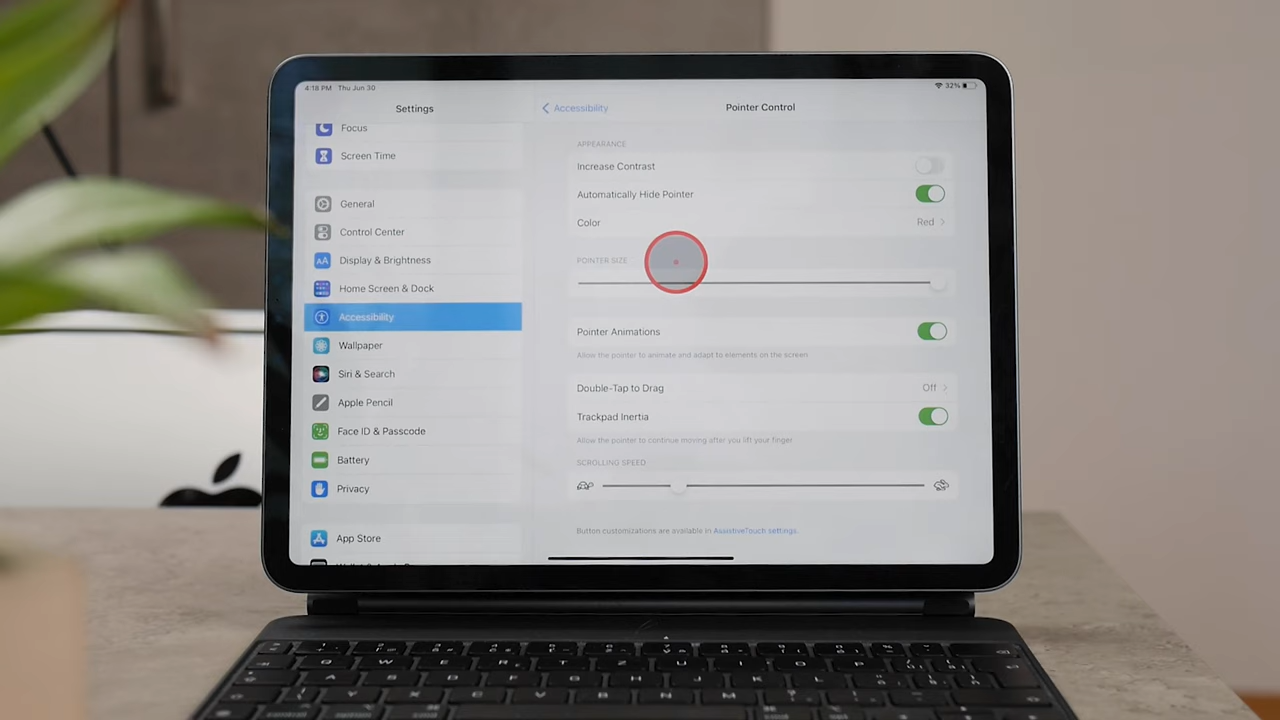 4:18 PM Thu Jun 30
32%
Settings
Focus
Screen Time
General
Control Center
Display & Brightness
AA
Home Screen & Dock
Accessibility
Wallpaper
Siri & Search
Apple Pencil
Face ID & Passcode
Battery
Privacy
App Store
Accessibility
Pointer Control
APPEARANCE
Increase Contrast
Automatically Hide Pointer
Color Red
POINTER SIZE
Pointer Animations
Allow the pointer to animate and adapt to elements on the screen.
Double-Tap to Drag Off
Trackpad Inertia
Allow the pointer to continue moving after you lift your finger.
SCROLLING SPEED
Button customizations are available in AssistiveTouch settings.
Q W E R T Z U I O P
A S D F G H J K L
Y X C V B N M